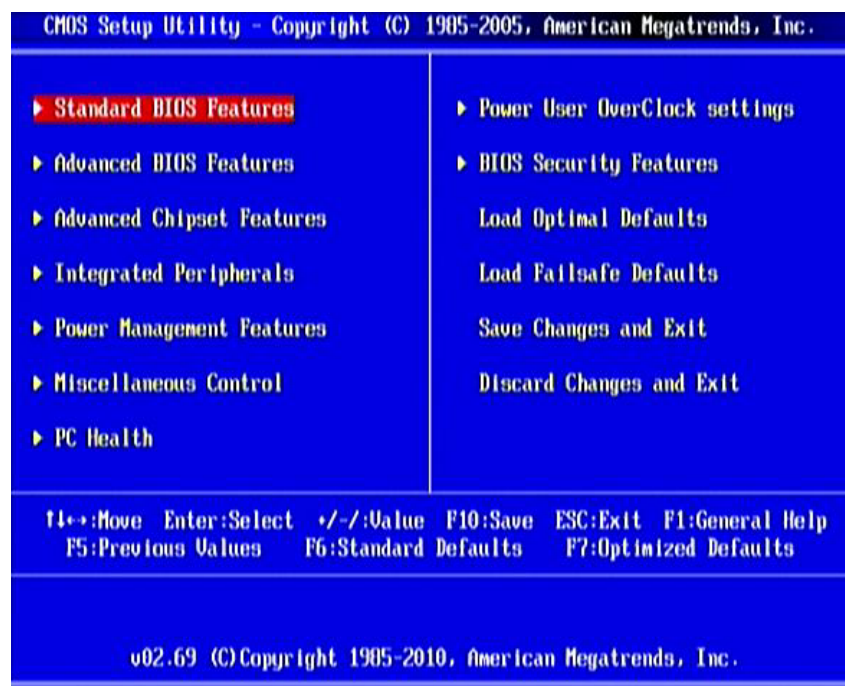 CMOS Setup Utility - Copyright (C) 1985-2005, American Megatrends, Inc.
▶ Standard BIOS Features
▶ Advanced BIOS Features
▶ Advanced Chipset Features
▶ Integrated Peripherals
▶ Power Management Features
▶ Miscellaneous Control
▶ PC Health
▶ Power User OverClock settings
▶ BIOS Security Features
Load Optimal Defaults
Load Failsafe Defaults
Save Changes and Exit
Discard Changes and Exit
↑↓←→:Move Enter:Select +/-/:Value F10:Save ESC:Exit F1:General Help
F5:Previous Values F6:Standard Defaults F7:Optimized Defaults
v02.69 (C)Copyright 1985-2010, American Megatrends, Inc.